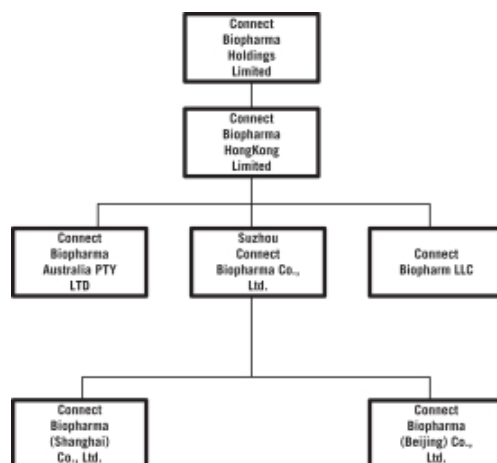 Connect
Biopharma
Holdings
Limited
Connect
Biopharma
HongKong
Limited
Connect
Biopharma
Australia PTY
LTD
Suzhou
Connect
Biopharma Co.,
Ltd.
Connect
Biopharm LLC
Connect
Biopharma
(Shanghai)
Co., Ltd.
Connect
Biopharma
(Beijing) Co.,
Ltd.